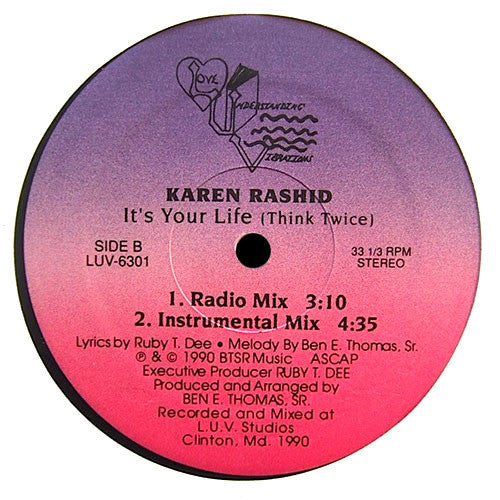 LOVE
UNDERSTANDING
VIBRATIONS
KAREN RASHID
It's Your Life (Think Twice)
SIDE B
LUV-6301
33 1/3 RPM
STEREO
1. Radio Mix 3:10
2. Instrumental Mix 4:35
Lyrics by Ruby T. Dee • Melody By Ben E. Thomas, Sr.
℗ & © 1990 BTSR Music ASCAP
Executive Producer RUBY T. DEE
Produced and Arranged by
BEN E. THOMAS, SR.
Recorded and Mixed at
L.U.V. Studios
Clinton, Md. 1990